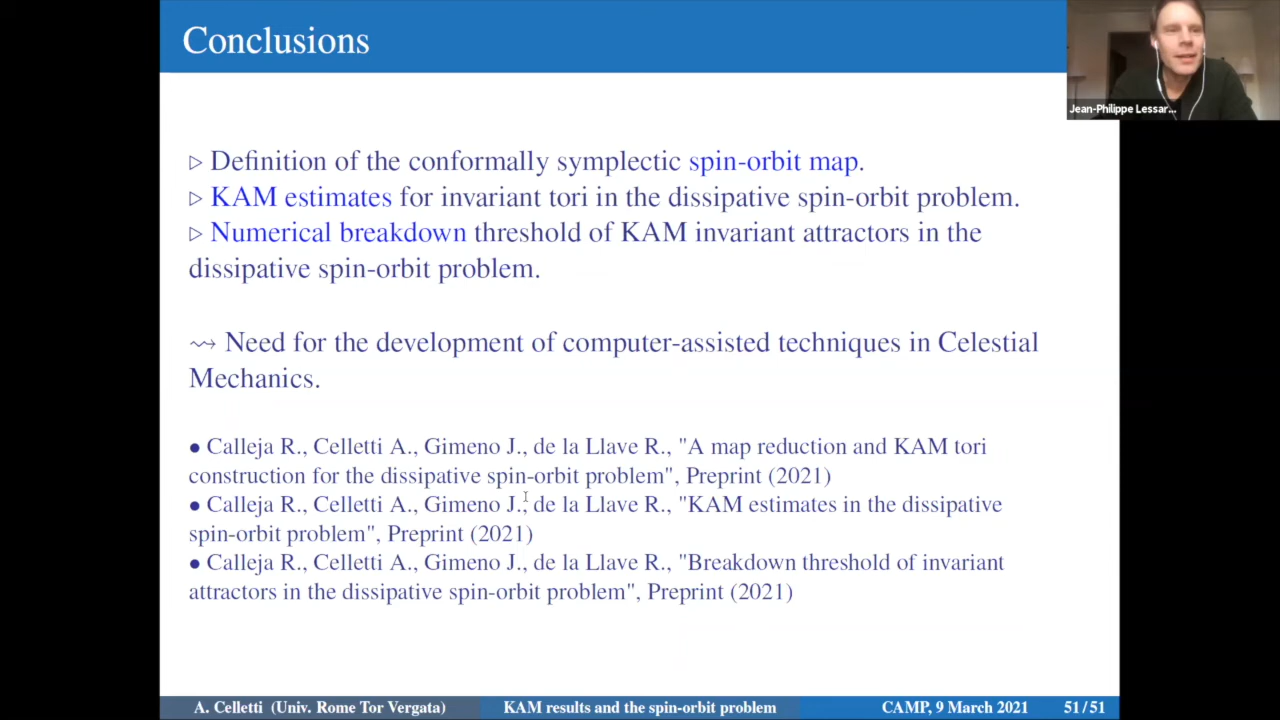 Conclusions
Jean-Philippe Lessar...
▷ Definition of the conformally symplectic spin-orbit map.
▷ KAM estimates for invariant tori in the dissipative spin-orbit problem.
▷ Numerical breakdown threshold of KAM invariant attractors in the
dissipative spin-orbit problem.
⇝ Need for the development of computer-assisted techniques in Celestial
Mechanics.
• Calleja R., Celletti A., Gimeno J., de la Llave R., "A map reduction and KAM tori
construction for the dissipative spin-orbit problem", Preprint (2021)
• Calleja R., Celletti A., Gimeno J., de la Llave R., "KAM estimates in the dissipative
spin-orbit problem", Preprint (2021)
• Calleja R., Celletti A., Gimeno J., de la Llave R., "Breakdown threshold of invariant
attractors in the dissipative spin-orbit problem", Preprint (2021)
A. Celletti (Univ. Rome Tor Vergata) KAM results and the spin-orbit problem CAMP, 9 March 2021 51/51